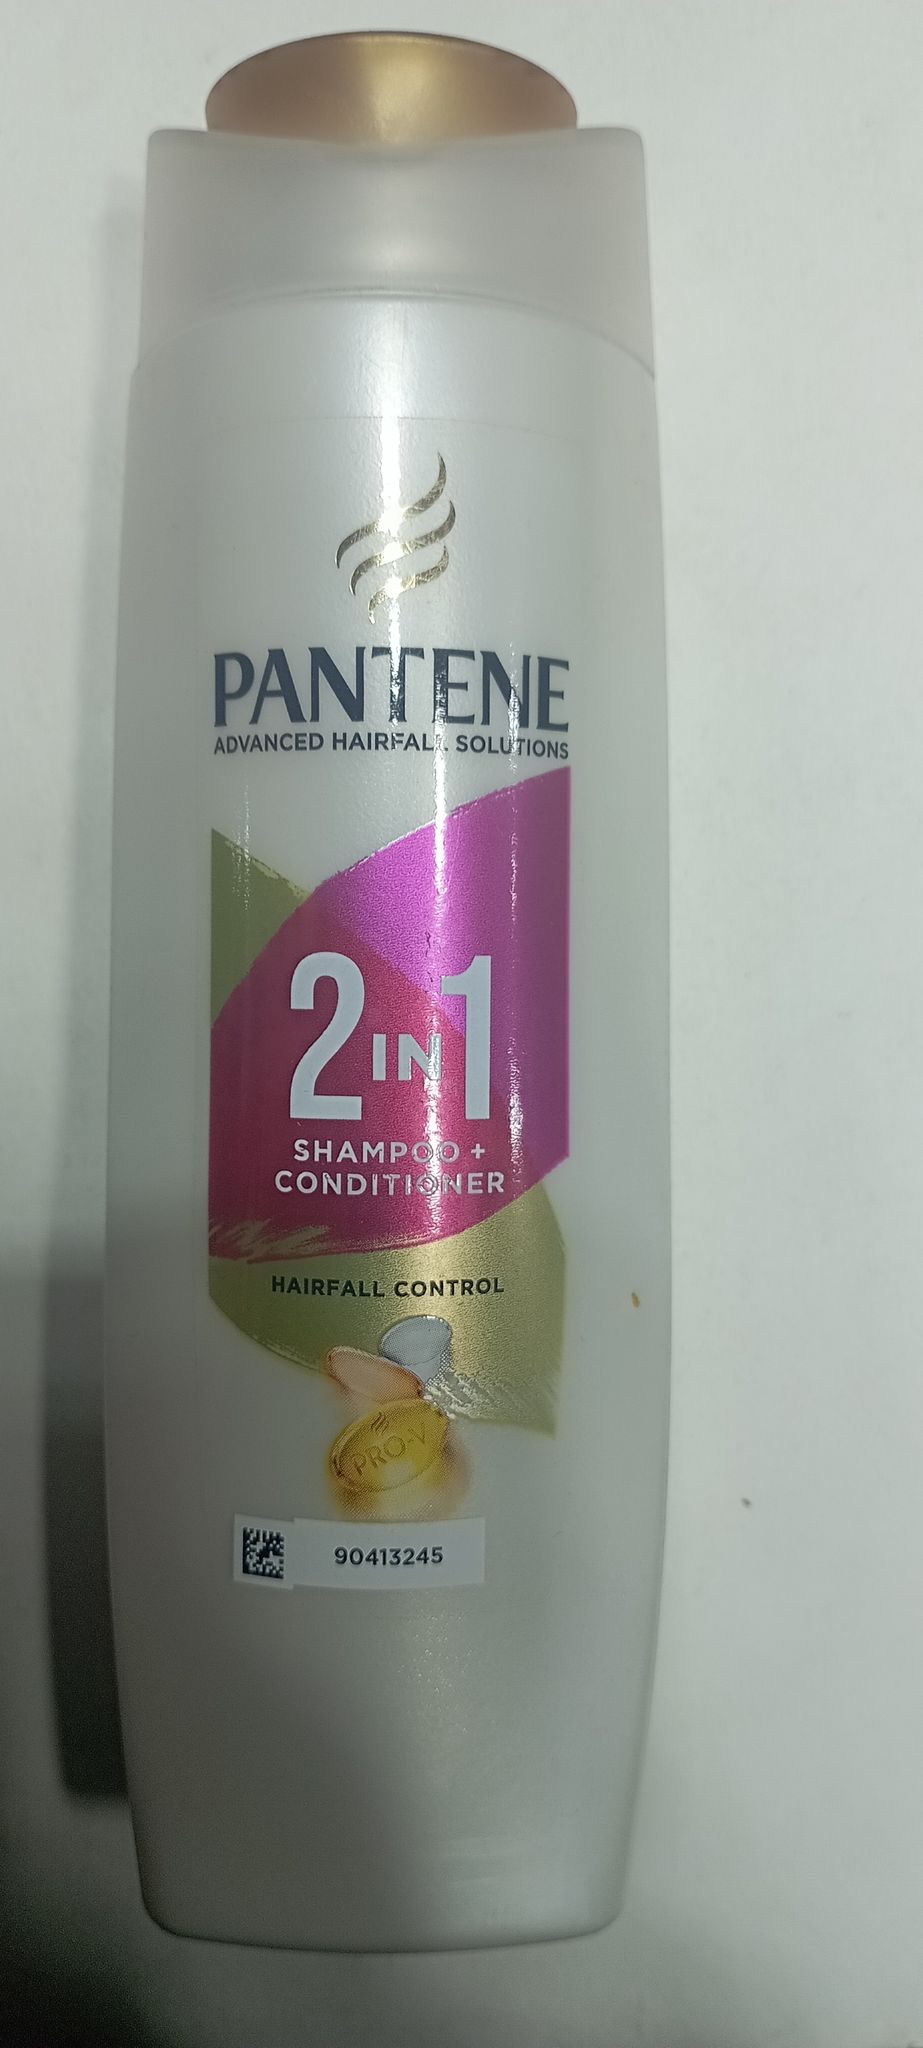 PANTENE
ADVANCED HAIRFALL SOLUTIONS
2 IN 1
SHAMPOO +
CONDITIONER
HAIRFALL CONTROL
PRO-V
90413245